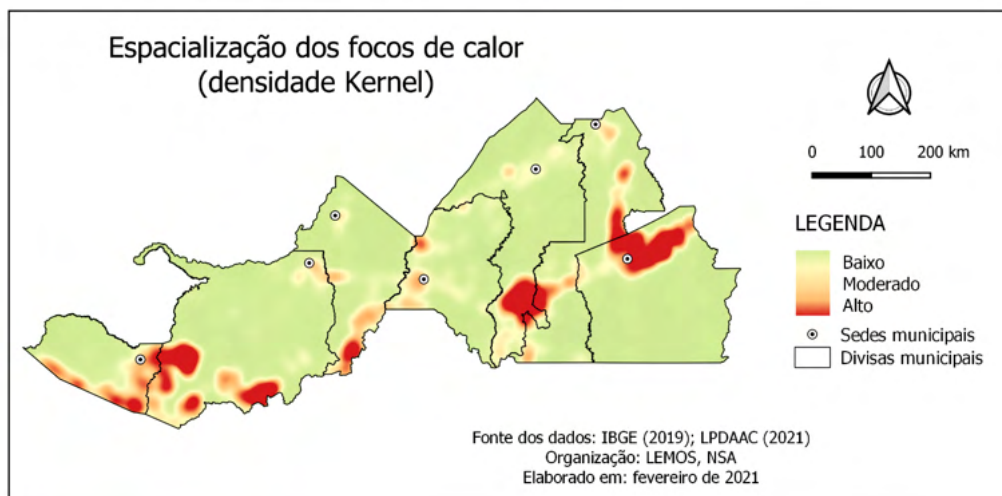 Espacialização dos focos de calor
(densidade Kernel)
0 100 200 km
LEGENDA
Baixo
Moderado
Alto
Sedes municipais
Divisas municipais
Fonte dos dados: IBGE (2019); LPDAAC (2021)
Organização: LEMOS, NSA
Elaborado em: fevereiro de 2021